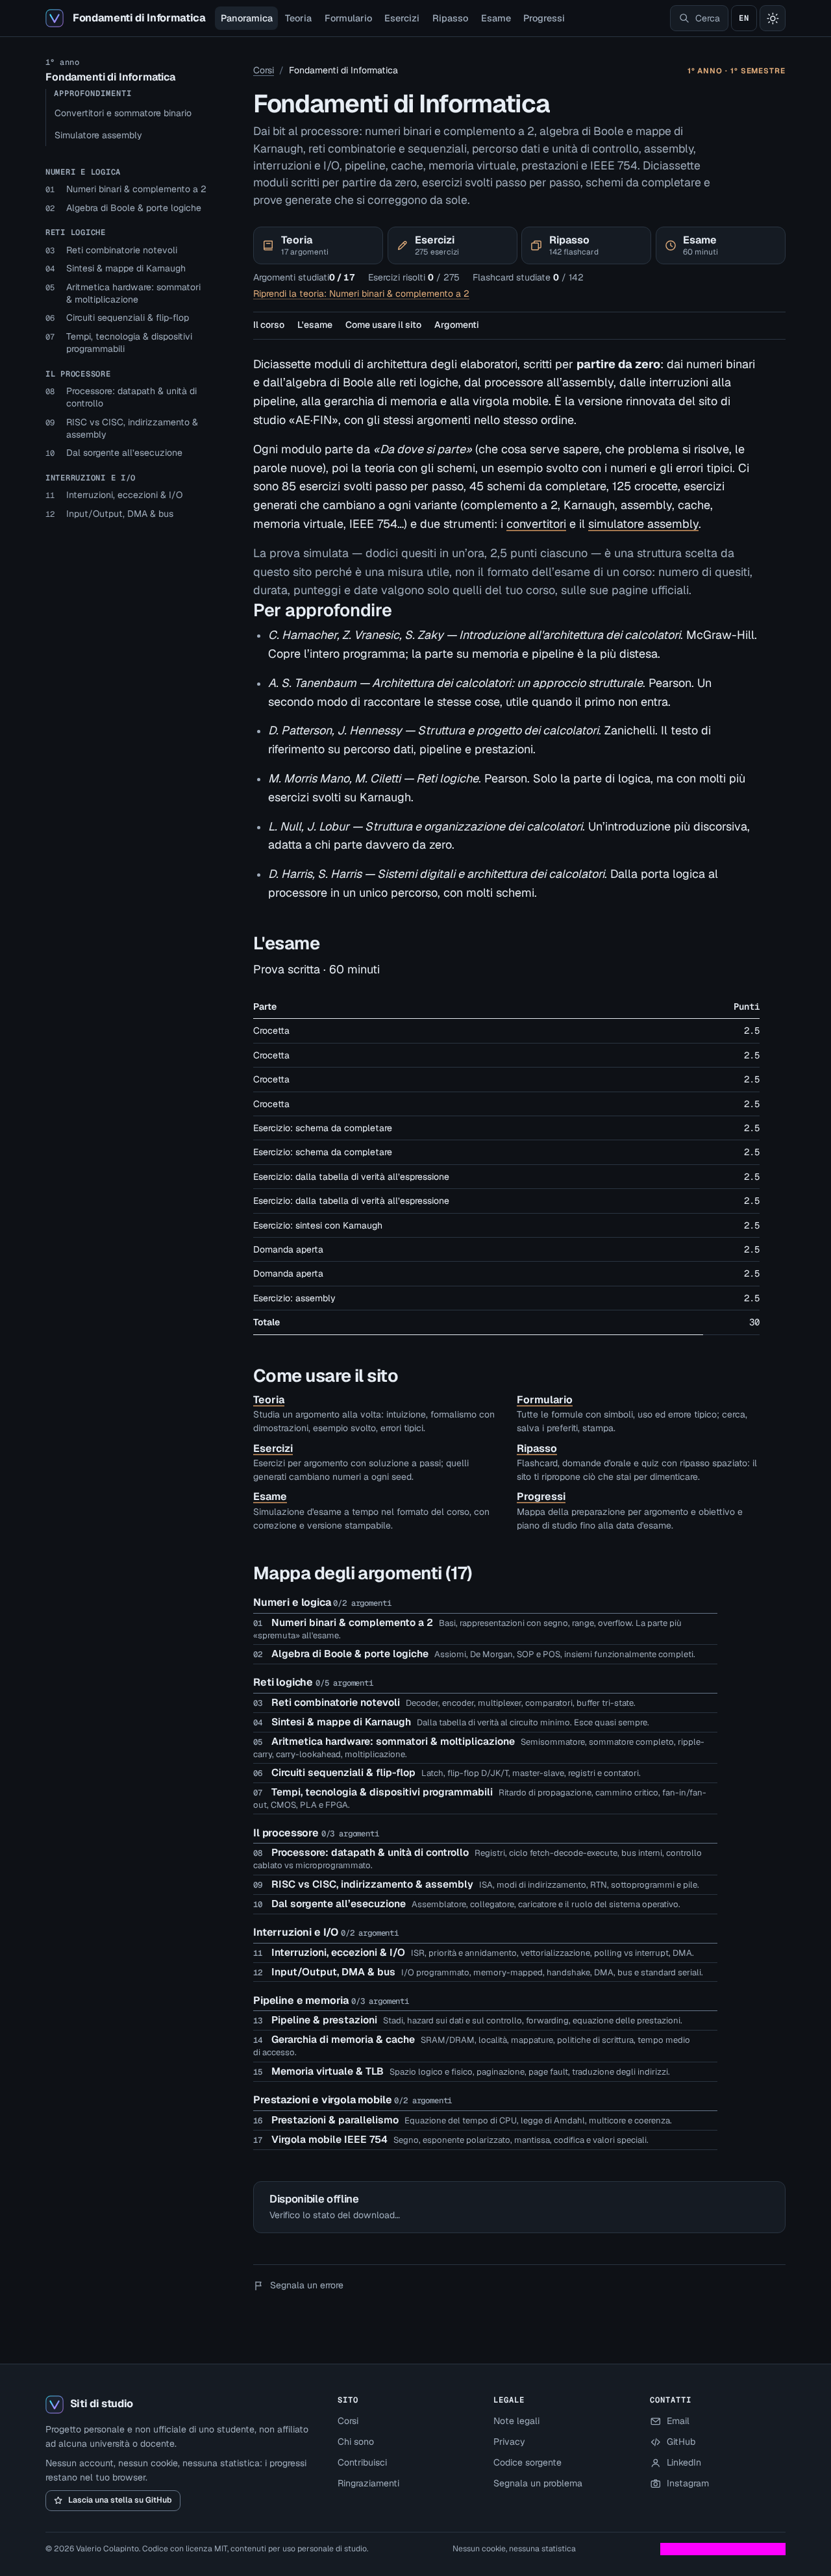 Fondamenti di Informatica Panoramica Teoria Formulario Esercizi Ripasso Esame Progressi Cerca EN
1º anno
Fondamenti di Informatica
APPROFONDIMENTI
Convertitori e sommatore binario
Simulatore assembly
NUMERI E LOGICA
01 Numeri binari & complemento a 2
02 Algebra di Boole & porte logiche
RETI LOGICHE
03 Reti combinatorie notevoli
04 Sintesi & mappe di Karnaugh
05 Aritmetica hardware: sommatori
& moltiplicazione
06 Circuiti sequenziali & flip-flop
07 Tempi, tecnologia & dispositivi
programmabili
IL PROCESSORE
08 Processore: datapath & unità di
controllo
09 RISC vs CISC, indirizzamento &
assembly
10 Dal sorgente all'esecuzione
INTERRUZIONI E I/O
11 Interruzioni, eccezioni & I/O
12 Input/Output, DMA & bus
Corsi / Fondamenti di Informatica
1º ANNO · 1º SEMESTRE
Fondamenti di Informatica
Dai bit al processore: numeri binari e complemento a 2, algebra di Boole e mappe di
Karnaugh, reti combinatorie e sequenziali, percorso dati e unità di controllo, assembly,
interruzioni e I/O, pipeline, cache, memoria virtuale, prestazioni e IEEE 754. Diciassette
moduli scritti per partire da zero, esercizi svolti passo per passo, schemi da completare e
prove generate che si correggono da sole.
Teoria
17 argomenti
Esercizi
275 esercizi
Ripasso
142 flashcard
Esame
60 minuti
Argomenti studiati0 / 17 Esercizi risolti 0 / 275 Flashcard studiate 0 / 142
Riprendi la teoria: Numeri binari & complemento a 2
Il corso L'esame Come usare il sito Argomenti
Diciassette moduli di architettura degli elaboratori, scritti per partire da zero: dai numeri binari
e dall'algebra di Boole alle reti logiche, dal processore all'assembly, dalle interruzioni alla
pipeline, alla gerarchia di memoria e alla virgola mobile. È la versione rinnovata del sito di
studio «AE·FIN», con gli stessi argomenti nello stesso ordine.
Ogni modulo parte da «Da dove si parte» (che cosa serve sapere, che problema si risolve, le
parole nuove), poi la teoria con gli schemi, un esempio svolto con i numeri e gli errori tipici. Ci
sono 85 esercizi svolti passo per passo, 45 schemi da completare, 125 crocette, esercizi
generati che cambiano a ogni variante (complemento a 2, Karnaugh, assembly, cache,
memoria virtuale, IEEE 754…) e due strumenti: i convertitori e il simulatore assembly.
La prova simulata — dodici quesiti in un'ora, 2,5 punti ciascuno — è una struttura scelta da
questo sito perché è una misura utile, non il formato dell'esame di un corso: numero di quesiti,
durata, punteggi e date valgono solo quelli del tuo corso, sulle sue pagine ufficiali.
Per approfondire
• C. Hamacher, Z. Vranesic, S. Zaky — Introduzione all'architettura dei calcolatori. McGraw-Hill.
Copre l'intero programma; la parte su memoria e pipeline è la più distesa.
• A. S. Tanenbaum — Architettura dei calcolatori: un approccio strutturale. Pearson. Un
secondo modo di raccontare le stesse cose, utile quando il primo non entra.
• D. Patterson, J. Hennessy — Struttura e progetto dei calcolatori. Zanichelli. Il testo di
riferimento su percorso dati, pipeline e prestazioni.
• M. Morris Mano, M. Ciletti — Reti logiche. Pearson. Solo la parte di logica, ma con molti più
esercizi svolti su Karnaugh.
• L. Null, J. Lobur — Struttura e organizzazione dei calcolatori. Un'introduzione più discorsiva,
adatta a chi parte davvero da zero.
• D. Harris, S. Harris — Sistemi digitali e architettura dei calcolatori. Dalla porta logica al
processore in un unico percorso, con molti schemi.
L'esame
Prova scritta · 60 minuti
Parte Punti
Crocetta 2.5
Crocetta 2.5
Crocetta 2.5
Crocetta 2.5
Esercizio: schema da completare 2.5
Esercizio: schema da completare 2.5
Esercizio: dalla tabella di verità all'espressione 2.5
Esercizio: dalla tabella di verità all'espressione 2.5
Esercizio: sintesi con Karnaugh 2.5
Domanda aperta 2.5
Domanda aperta 2.5
Esercizio: assembly 2.5
Totale 30
Come usare il sito
Teoria
Studia un argomento alla volta: intuizione, formalismo con
dimostrazioni, esempio svolto, errori tipici.
Formulario
Tutte le formule con simboli, uso ed errore tipico; cerca,
salva i preferiti, stampa.
Esercizi
Esercizi per argomento con soluzione a passi; quelli
generati cambiano numeri a ogni seed.
Ripasso
Flashcard, domande d'orale e quiz con ripasso spaziato: il
sito ti ripropone ciò che stai per dimenticare.
Esame
Simulazione d'esame a tempo nel formato del corso, con
correzione e versione stampabile.
Progressi
Mappa della preparazione per argomento e obiettivo e
piano di studio fino alla data d'esame.
Mappa degli argomenti (17)
Numeri e logica 0/2 argomenti
01 Numeri binari & complemento a 2 Basi, rappresentazioni con segno, range, overflow. La parte più
«spremuta» all'esame.
02 Algebra di Boole & porte logiche Assiomi, De Morgan, SOP e POS, insiemi funzionalmente completi.
Reti logiche 0/5 argomenti
03 Reti combinatorie notevoli Decoder, encoder, multiplexer, comparatori, buffer tri-state.
04 Sintesi & mappe di Karnaugh Dalla tabella di verità al circuito minimo. Esce quasi sempre.
05 Aritmetica hardware: sommatori & moltiplicazione Semisommatore, sommatore completo, ripple-
carry, carry-lookahead, moltiplicazione.
06 Circuiti sequenziali & flip-flop Latch, flip-flop D/JK/T, master-slave, registri e contatori.
07 Tempi, tecnologia & dispositivi programmabili Ritardo di propagazione, cammino critico, fan-in/fan-
out, CMOS, PLA e FPGA.
Il processore 0/3 argomenti
08 Processore: datapath & unità di controllo Registri, ciclo fetch-decode-execute, bus interni, controllo
cablato vs microprogrammato.
09 RISC vs CISC, indirizzamento & assembly ISA, modi di indirizzamento, RTN, sottoprogrammi e pile.
10 Dal sorgente all'esecuzione Assemblatore, collegatore, caricatore e il ruolo del sistema operativo.
Interruzioni e I/O 0/2 argomenti
11 Interruzioni, eccezioni & I/O ISR, priorità e annidamento, vettorializzazione, polling vs interrupt, DMA.
12 Input/Output, DMA & bus I/O programmato, memory-mapped, handshake, DMA, bus e standard seriali.
Pipeline e memoria 0/3 argomenti
13 Pipeline & prestazioni Stadi, hazard sui dati e sul controllo, forwarding, equazione delle prestazioni.
14 Gerarchia di memoria & cache SRAM/DRAM, località, mappature, politiche di scrittura, tempo medio
di accesso.
15 Memoria virtuale & TLB Spazio logico e fisico, paginazione, page fault, traduzione degli indirizzi.
Prestazioni e virgola mobile 0/2 argomenti
16 Prestazioni & parallelismo Equazione del tempo di CPU, legge di Amdahl, multicore e coerenza.
17 Virgola mobile IEEE 754 Segno, esponente polarizzato, mantissa, codifica e valori speciali.
Disponibile offline
Verifico lo stato del download…
Segnala un errore
Siti di studio
Progetto personale e non ufficiale di uno studente, non affiliato
ad alcuna università o docente.
Nessun account, nessun cookie, nessuna statistica: i progressi
restano nel tuo browser.
Lascia una stella su GitHub
SITO
Corsi
Chi sono
Contribuisci
Ringraziamenti
LEGALE
Note legali
Privacy
Codice sorgente
Segnala un problema
CONTATTI
Email
GitHub
LinkedIn
Instagram
© 2026 Valerio Colapinto. Codice con licenza MIT, contenuti per uso personale di studio.
Nessun cookie, nessuna statistica